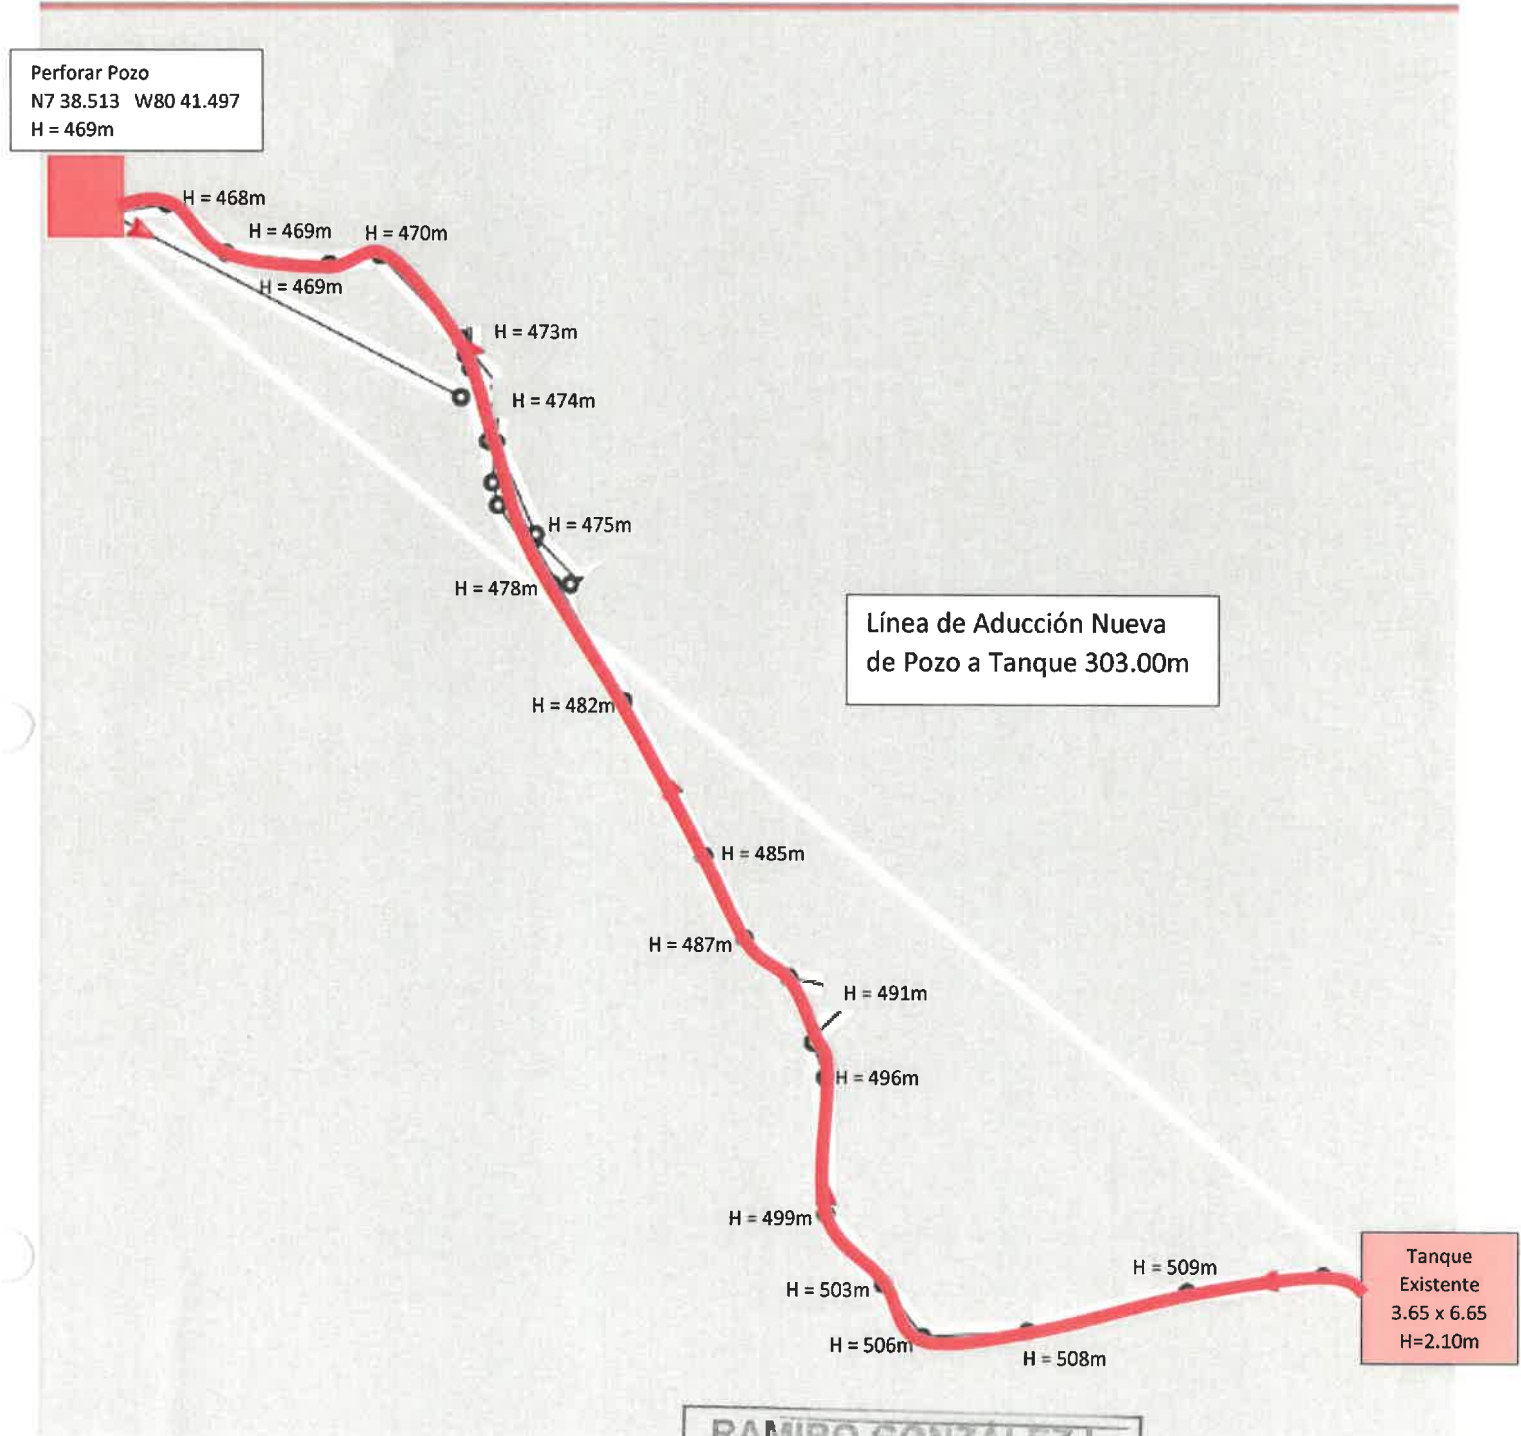 Perforar Pozo
N7 38.513 W80 41.497
H = 469m
H = 468m
H = 469m
H = 470m
H = 469m
H = 473m
H = 474m
H = 475m
H = 478m
Línea de Aducción Nueva
de Pozo a Tanque 303.00m
H = 482m
H = 485m
H = 487m
H = 491m
H = 496m
H = 499m
H = 509m
Tanque
Existente
3.65 x 6.65
H=2.10m
H = 503m
H = 506m
H = 508m
RAMIRO GONZÁLEZ